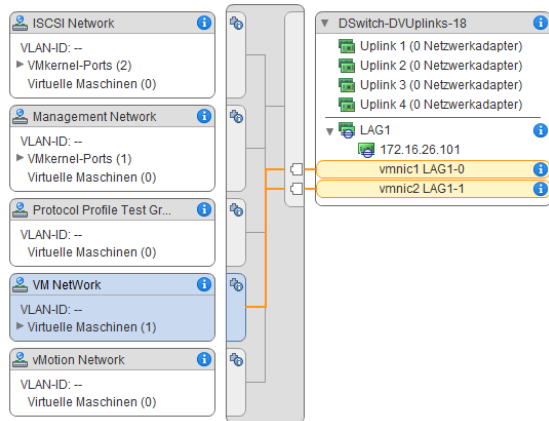 ISCSI Network
VLAN-ID: --
VMkernel-Ports (2)
Virtuelle Maschinen (0)
Management Network
VLAN-ID: --
VMkernel-Ports (1)
Virtuelle Maschinen (0)
Protocol Profile Test Gr...
VLAN-ID: --
Virtuelle Maschinen (0)
VM NetWork
VLAN-ID: --
Virtuelle Maschinen (1)
vMotion Network
VLAN-ID: --
Virtuelle Maschinen (0)
DSwitch-DVUplinks-18
Uplink 1 (0 Netzwerkadapter)
Uplink 2 (0 Netzwerkadapter)
Uplink 3 (0 Netzwerkadapter)
Uplink 4 (0 Netzwerkadapter)
LAG1
172.16.26.101
vmnic1 LAG1-0
vmnic2 LAG1-1